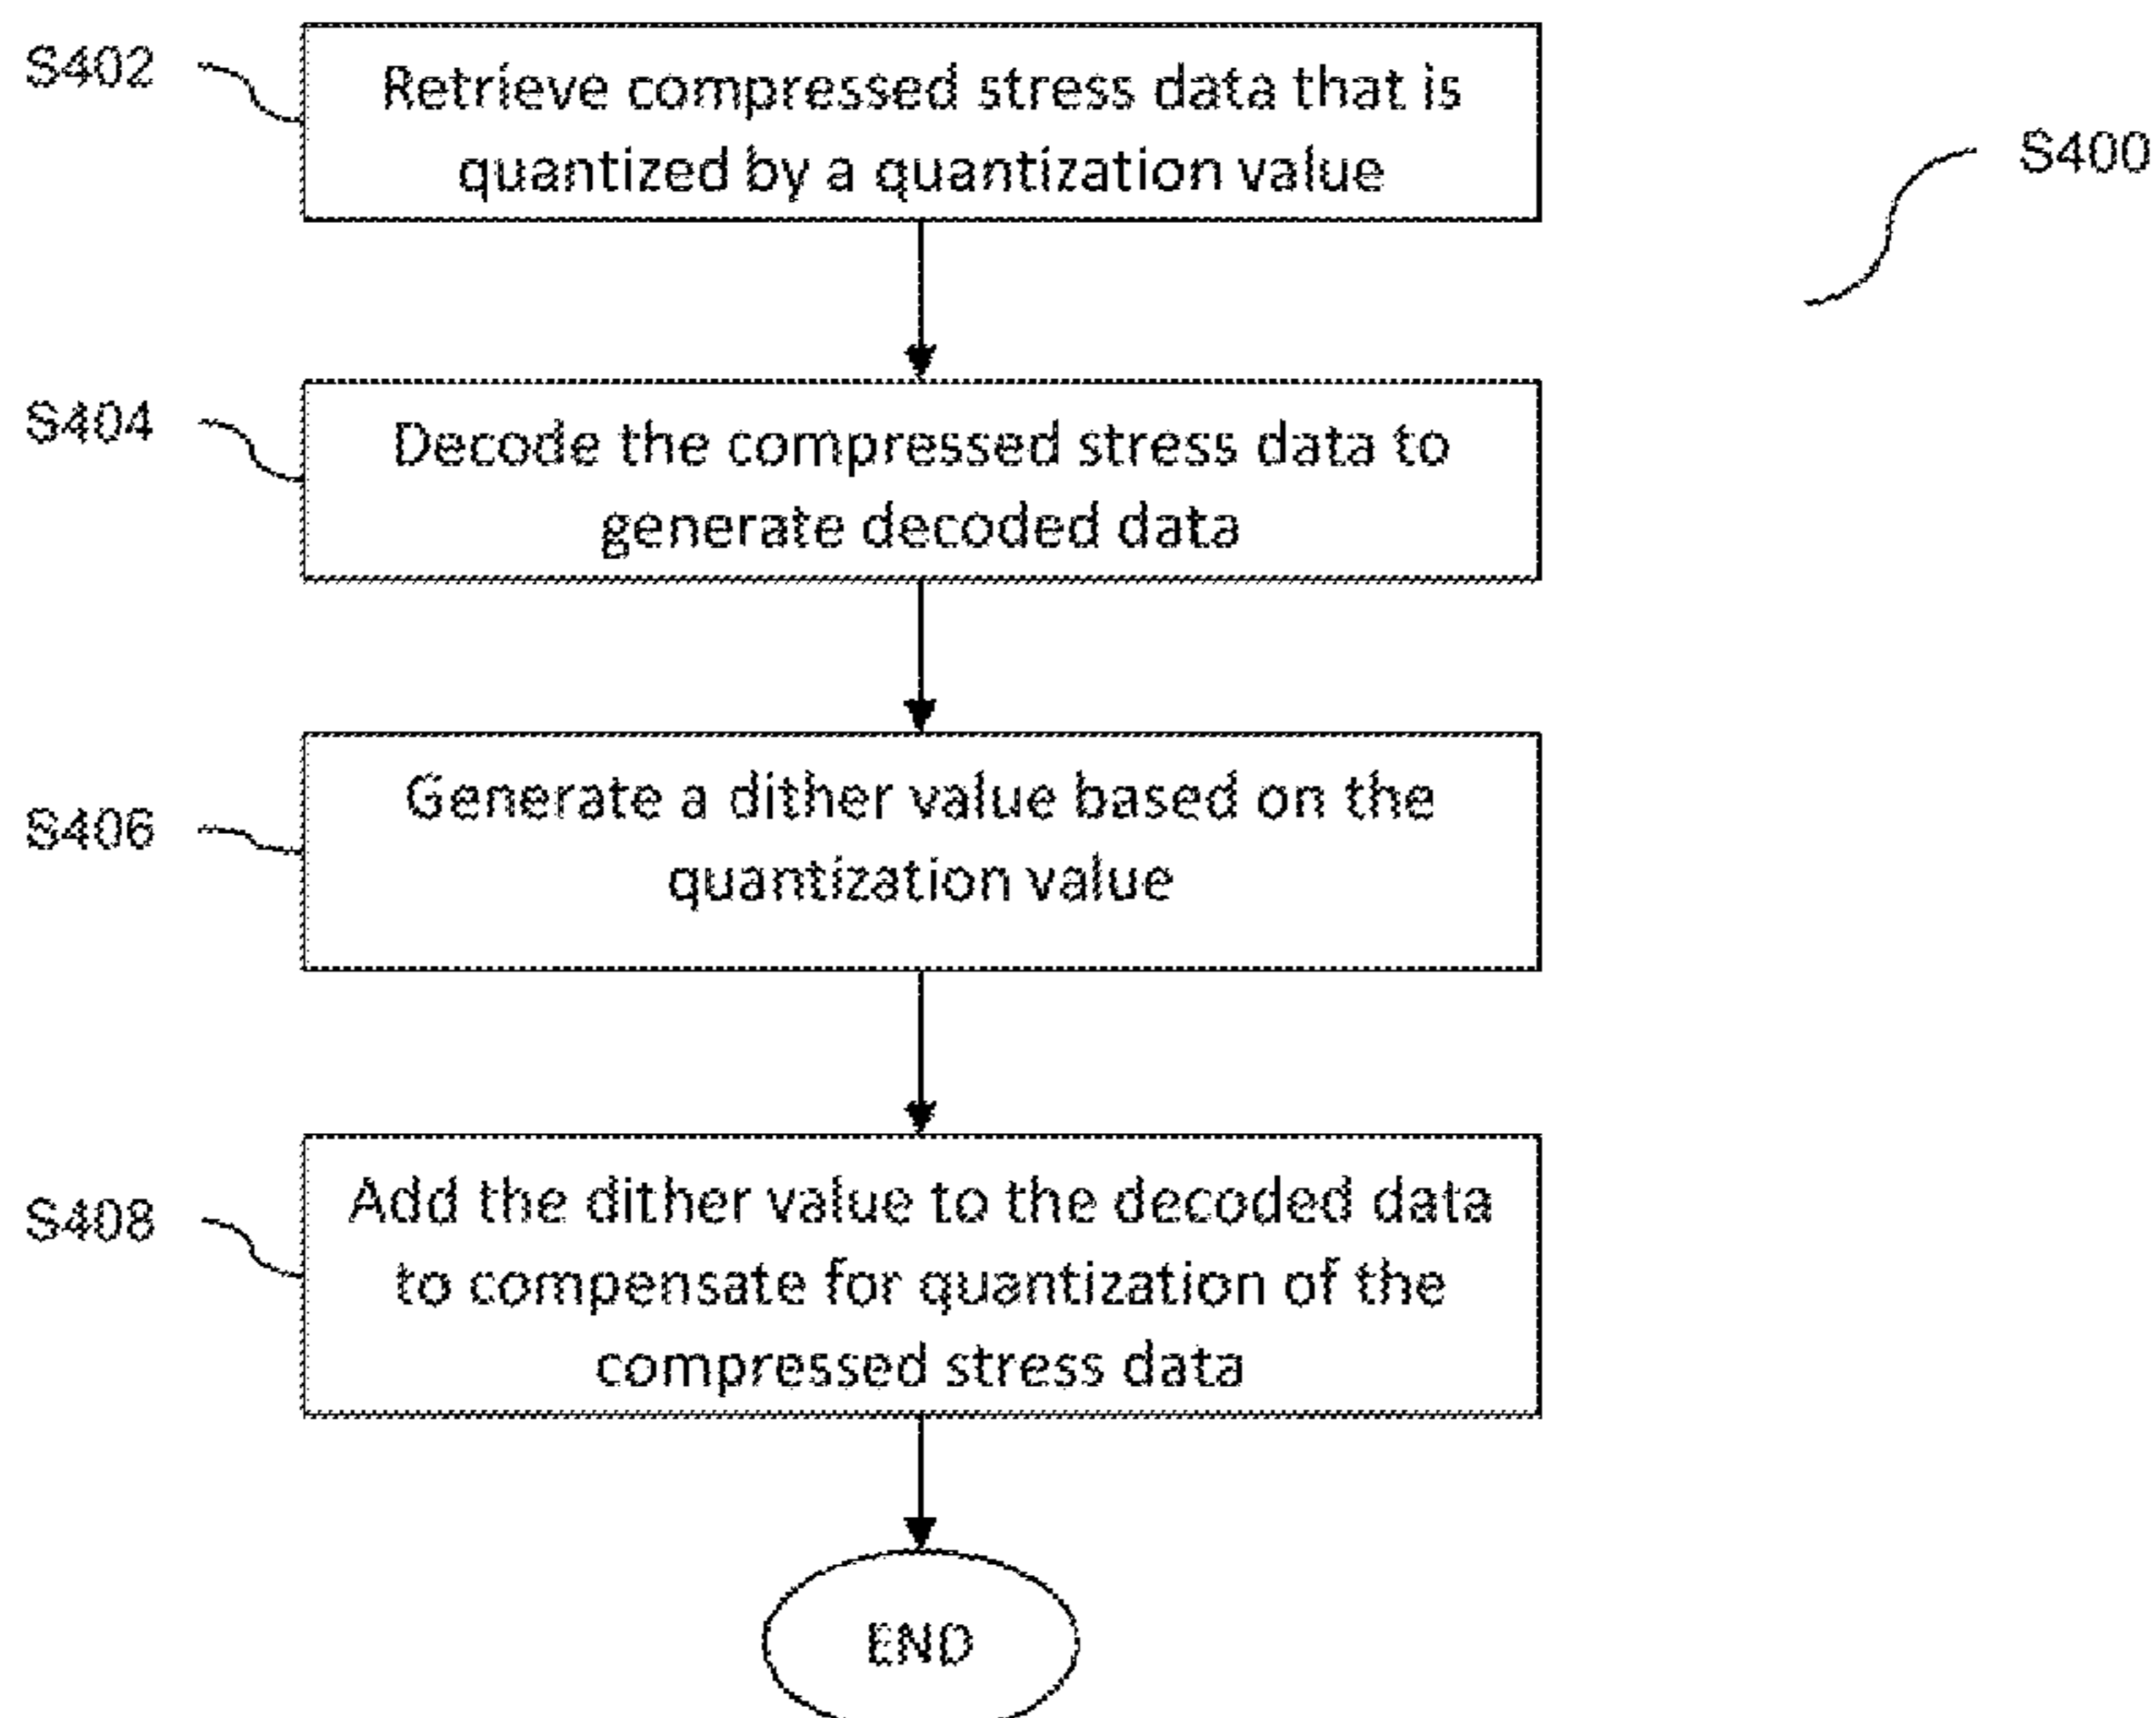 S402
Retrieve compressed stress data that is
quantized by a quantization value
S400
S404
Decode the compressed stress data to
generate decoded data
S406
Generate a dither value based on the
quantization value
S408
Add the dither value to the decoded data
to compensate for quantization of the
compressed stress data
END